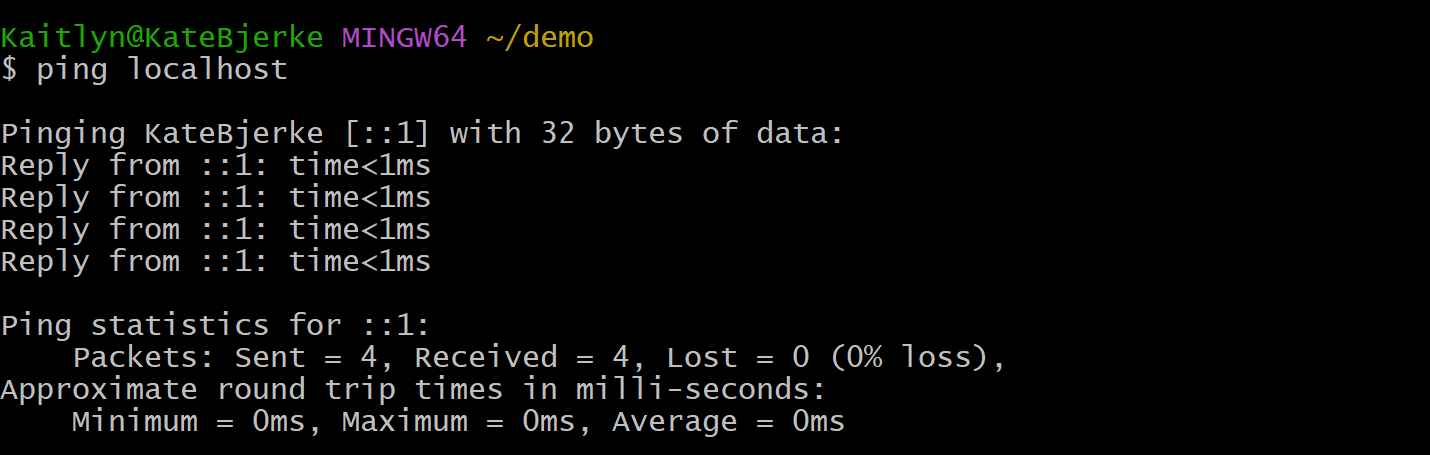 Kaitlyn@KateBjerke MINGW64 ~/demo
$ ping localhost
Pinging KateBjerke [::1] with 32 bytes of data:
Reply from ::1: time<1ms
Reply from ::1: time<1ms
Reply from ::1: time<1ms
Reply from ::1: time<1ms
Ping statistics for ::1:
    Packets: Sent = 4, Received = 4, Lost = 0 (0% loss),
Approximate round trip times in milli-seconds:
    Minimum = 0ms, Maximum = 0ms, Average = 0ms